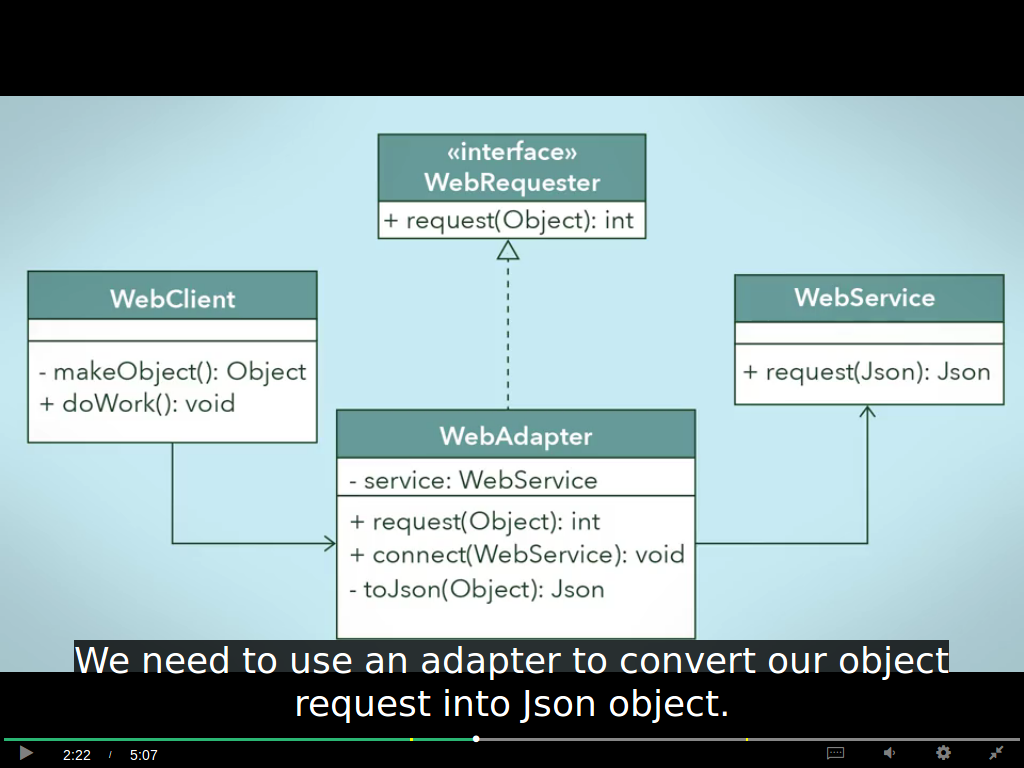 «interface»
WebRequester
+ request(Object): int
WebClient
- makeObject(): Object
+ doWork(): void
WebService
+ request(Json): Json
WebAdapter
- service: WebService
+ request(Object): int
+ connect(WebService): void
- toJson(Object): Json
We need to use an adapter to convert our object
request into Json object.
2:22 / 5:07